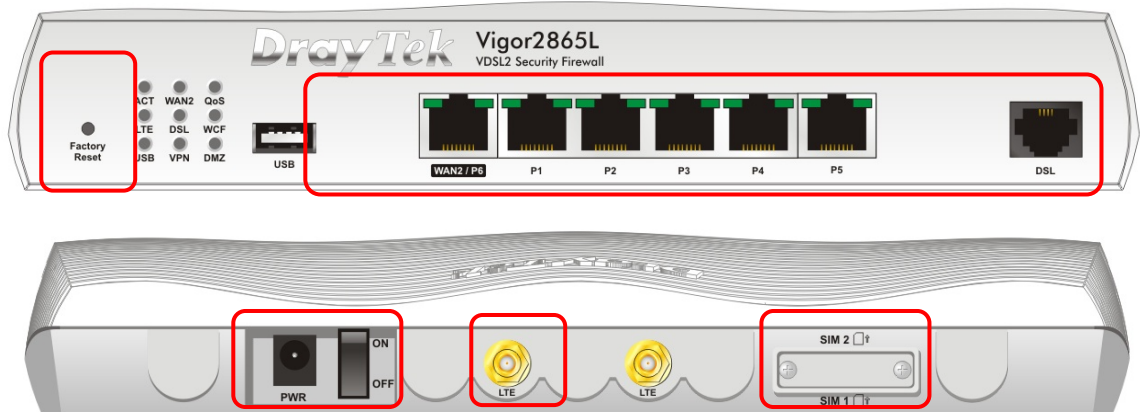 DrayTek Vigor2865L
VDSL2 Security Firewall
ACT WAN2 QoS
LTE DSL WCF
USB VPN DMZ
Factory
Reset
USB
WAN2 / P6 P1 P2 P3 P4 P5 DSL
ON
OFF
PWR
LTE
LTE
SIM 2
SIM 1